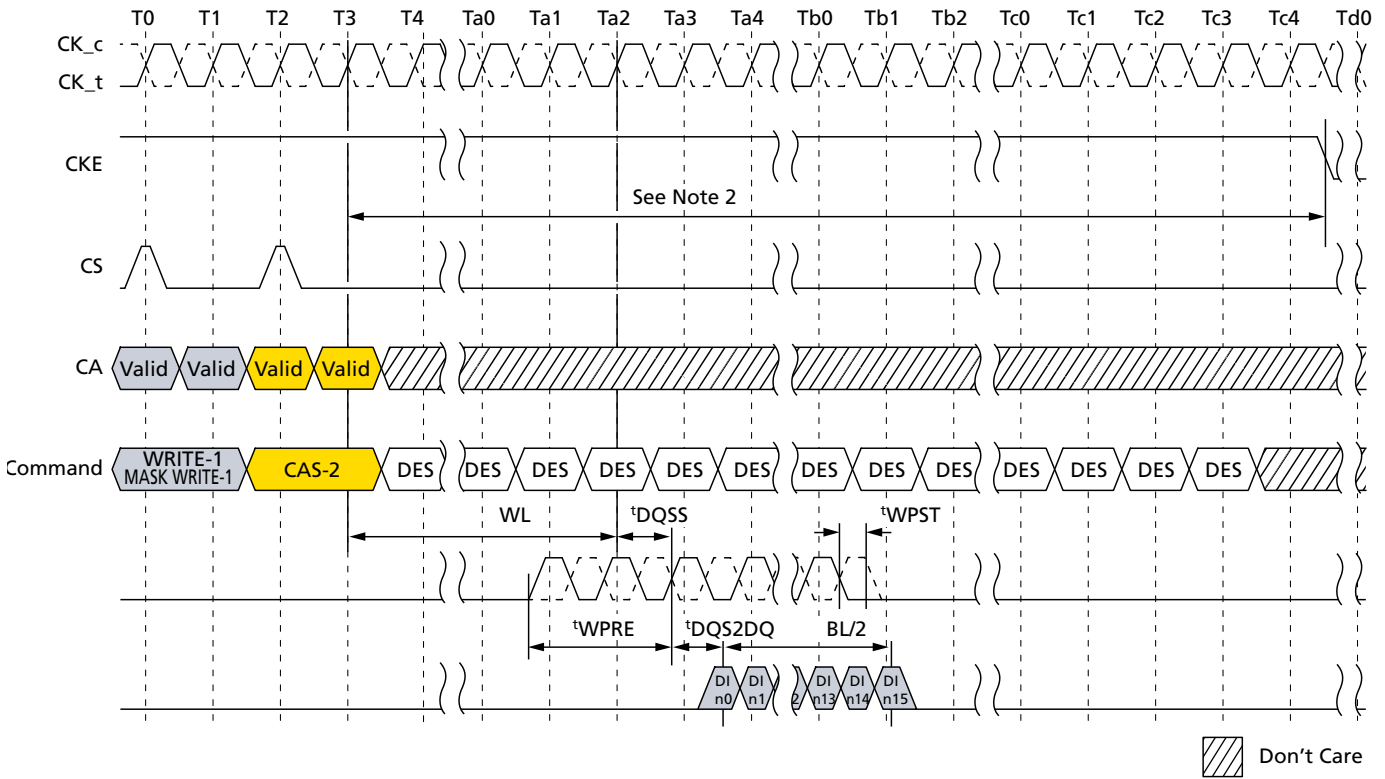 T0 T1 T2 T3 Ta0 Ta1 Ta2 Ta3 Ta4 Tb0 Tb1 Tb2 Tc0 Tc1 Tc2 Tc3 Tc4 Td0
CK_c
CK_t
CKE
See Note 2
CS
CA Valid Valid Valid Valid
Command WRITE-1 MASK WRITE-1 CAS-2 DES DES DES DES DES DES DES DES DES DES DES DES DES
WL tDQSS tWPST
tWPRE tDQS2DQ BL/2
DI DI DI DI DI
n0 n1 2 n13 n14 n15
Don't Care